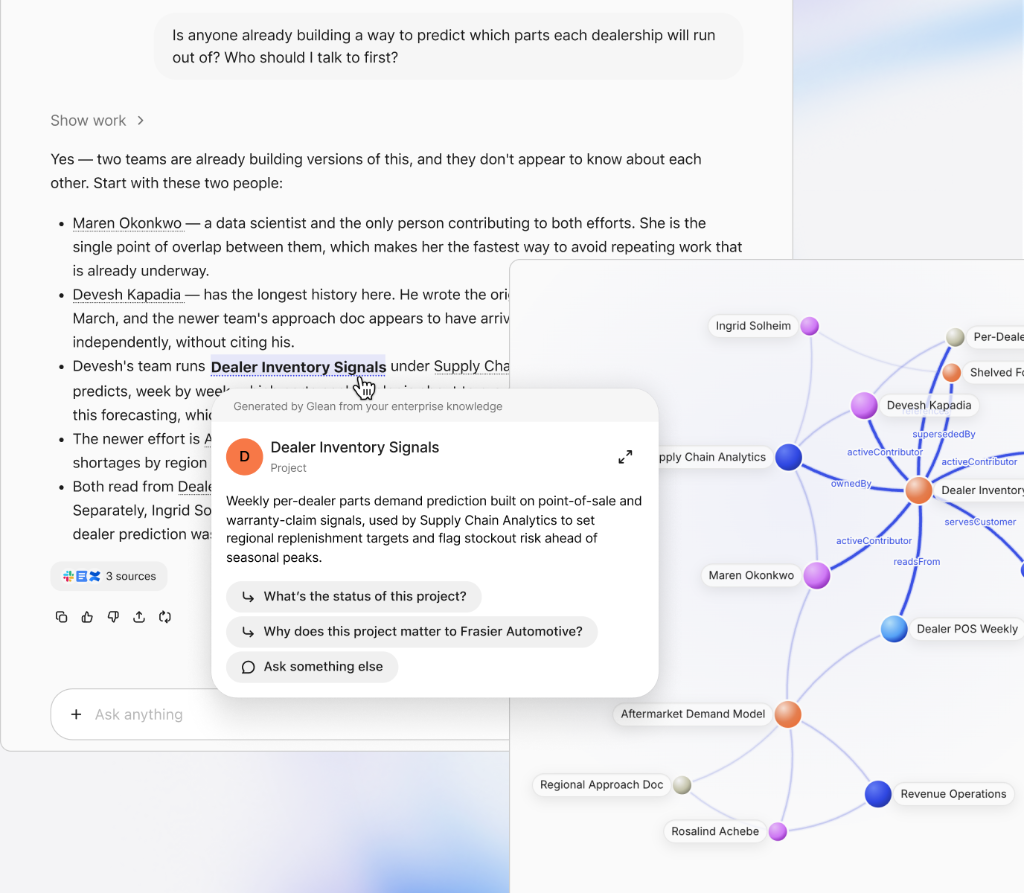 Is anyone already building a way to predict which parts each dealership will run
out of? Who should I talk to first?
Show work
Yes — two teams are already building versions of this, and they don't appear to know about each
other. Start with these two people:
• Maren Okonkwo — a data scientist and the only person contributing to both efforts. She is the
single point of overlap between them, which makes her the fastest way to avoid repeating work that
is already underway.
• Devesh Kapadia — has the longest history here. He wrote the
March, and the newer team's approach doc appears to have
independently, without citing his.
• Devesh's team runs Dealer Inventory Signals under Supply
predicts, week by
this forecasting,
• The newer effort is
shortages by region
• Both read from
Separately, Ingrid
dealer prediction
3 sources
Ask anything
Generated by Glean from your enterprise knowledge
D
Dealer Inventory Signals
Project
Weekly per-dealer parts demand prediction built on point-of-sale and
warranty-claim signals, used by Supply Chain Analytics to set
regional replenishment targets and flag stockout risk ahead of
seasonal peaks.
What's the status of this project?
Why does this project matter to Frasier Automotive?
Ask something else
Ingrid Solheim
Shelved
Devesh Kapadia
supersededBy
activeContributor
activeContributor
Chain Analytics
ownedBy
Dealer Inventory
servesCustomer
activeContributor
readsFrom
Maren Okonkwo
Dealer POS Weekly
Aftermarket Demand Model
Regional Approach Doc
Revenue Operations
Rosalind Achebe